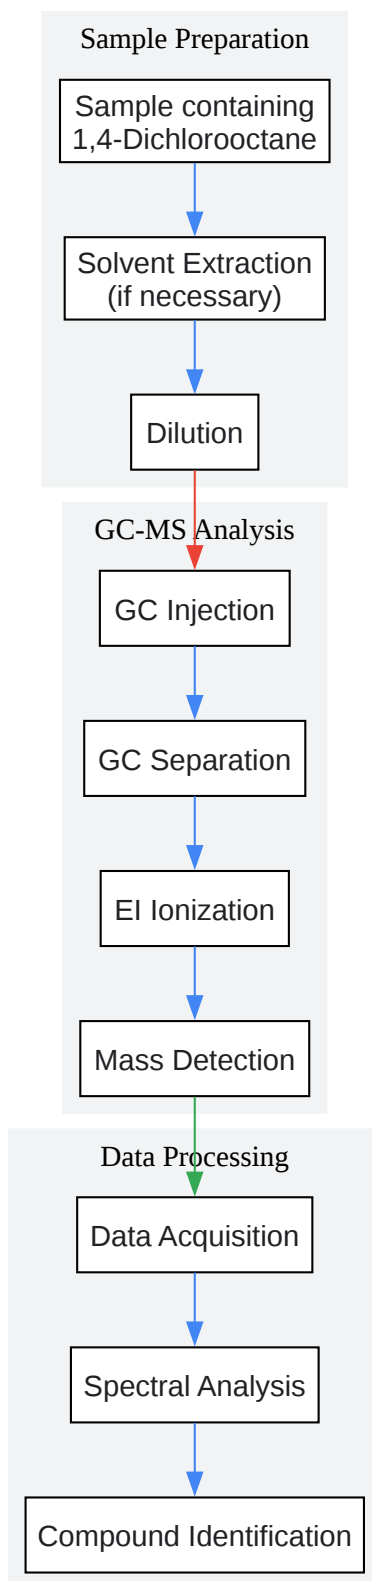 Sample Preparation
Sample containing
1,4-Dichlorooctane
Solvent Extraction
(if necessary)
Dilution
GC-MS Analysis
GC Injection
GC Separation
EI Ionization
Mass Detection
Data Processing
Data Acquisition
Spectral Analysis
Compound Identification